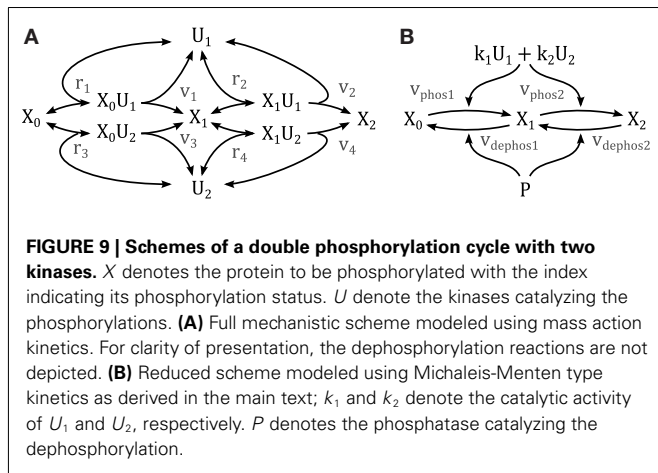 A
U₁
r₁
X₀U₁
v₁
r₂
X₁U₁
v₂
X₀
X₁
X₂
X₀U₂
r₃
v₃
r₄
X₁U₂
v₄
U₂
B
k₁U₁ + k₂U₂
v_phos1
v_phos2
X₀
X₁
X₂
v_dephos1
v_dephos2
P
FIGURE 9 | Schemes of a double phosphorylation cycle with two
kinases. X denotes the protein to be phosphorylated with the index
indicating its phosphorylation status. U denote the kinases catalyzing the
phosphorylations. (A) Full mechanistic scheme modeled using mass action
kinetics. For clarity of presentation, the dephosphorylation reactions are not
depicted. (B) Reduced scheme modeled using Michaleis-Menten type
kinetics as derived in the main text; k₁ and k₂ denote the catalytic activity
of U₁ and U₂, respectively. P denotes the phosphatase catalyzing the
dephosphorylation.